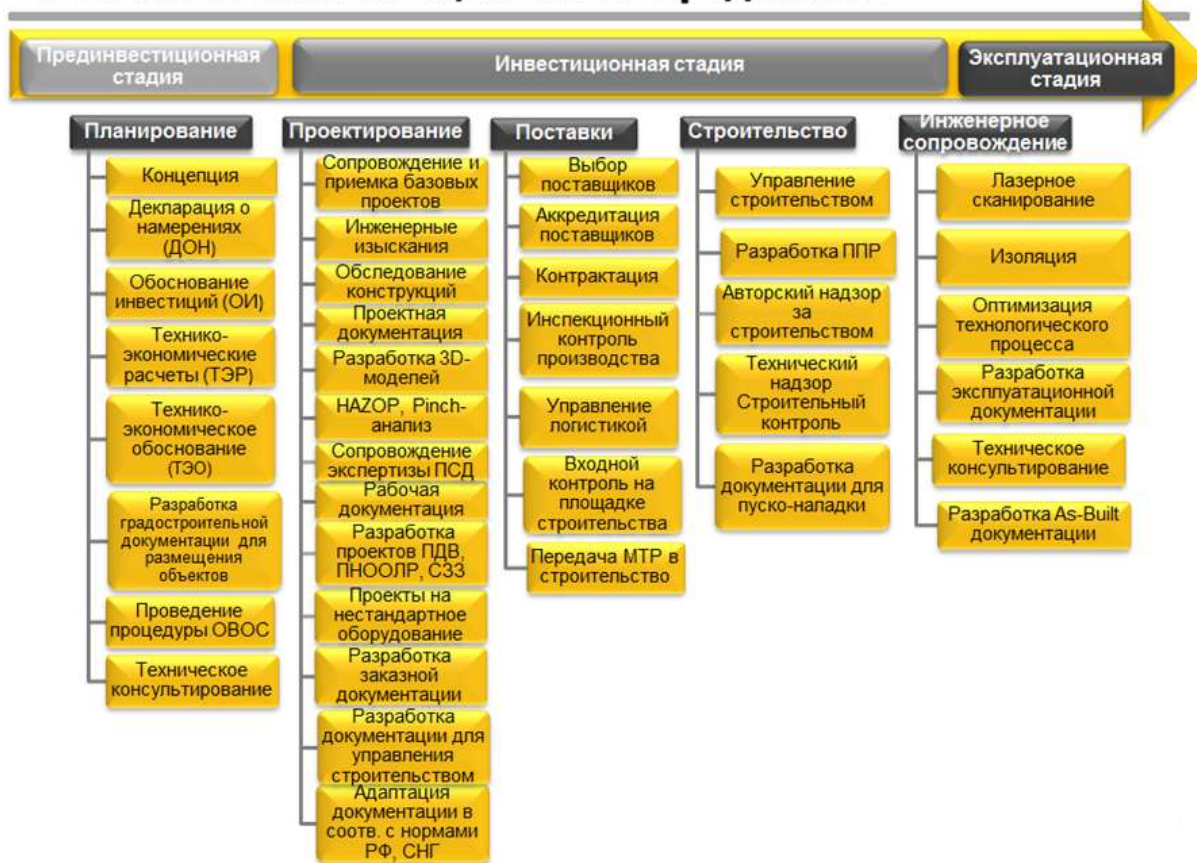 Прединвестиционная
стадия
Инвестиционная стадия
Эксплуатационная
стадия
Планирование
Концепция
Декларация о
намерениях
(ДОН)
Обоснование
инвестиций (ОИ)
Технико-
экономические
расчеты (ТЭР)
Технико-
экономическое
обоснование
(ТЭО)
Разработка
градостроительной
документации для
размещения
объектов
Проведение
процедуры ОВОС
Техническое
консультирование
Проектирование
Сопровождение и
приемка базовых
проектов
Инженерные
изыскания
Обследование
конструкций
Проектная
документация
Разработка 3D-
моделей
HAZOP, Pinch-
анализ
Сопровождение
экспертизы ПСД
Рабочая
документация
Разработка
проектов ПДВ,
ПНООЛР, СЗЗ
Проекты на
нестандартное
оборудование
Разработка
заказной
документации
Разработка
документации для
управления
строительством
Адаптация
документации в
соотв. с нормами
РФ, СНГ
Поставки
Выбор
поставщиков
Аккредитация
поставщиков
Контрактация
Инспекционный
контроль
производства
Управление
логистикой
Входной
контроль на
площадке
строительства
Передача МТР в
строительство
Строительство
Управление
строительством
Разработка ППР
Авторский надзор
за
строительством
Технический
надзор
Строительный
контроль
Разработка
документации для
пуско-наладки
Инженерное
сопровождение
Лазерное
сканирование
Изоляция
Оптимизация
технологического
процесса
Разработка
эксплуатационной
документации
Техническое
консультирование
Разработка As-Built
документации